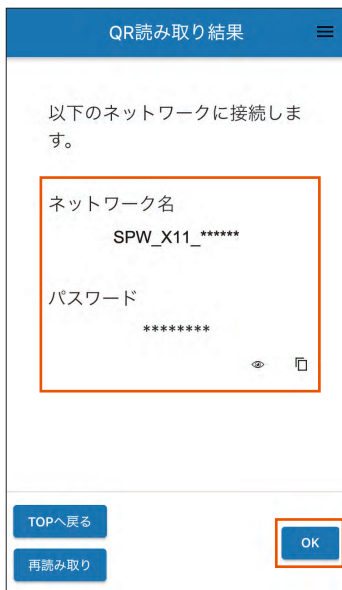 QR読み取り結果
以下のネットワークに接続しま
す。
ネットワーク名
SPW_X11_******
パスワード
********
TOPへ戻る
OK
再読み取り